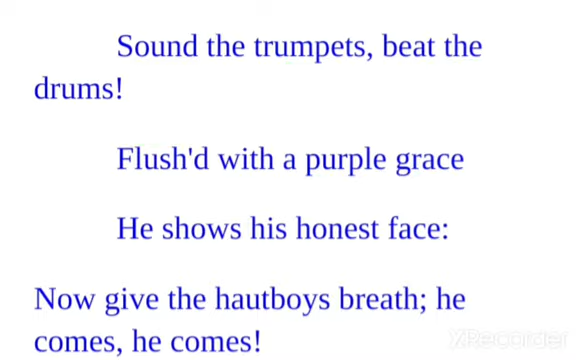 Sound the trumpets, beat the
drums!
Flush'd with a purple grace
He shows his honest face:
Now give the hautboys breath; he
comes, he comes!
XRecorder